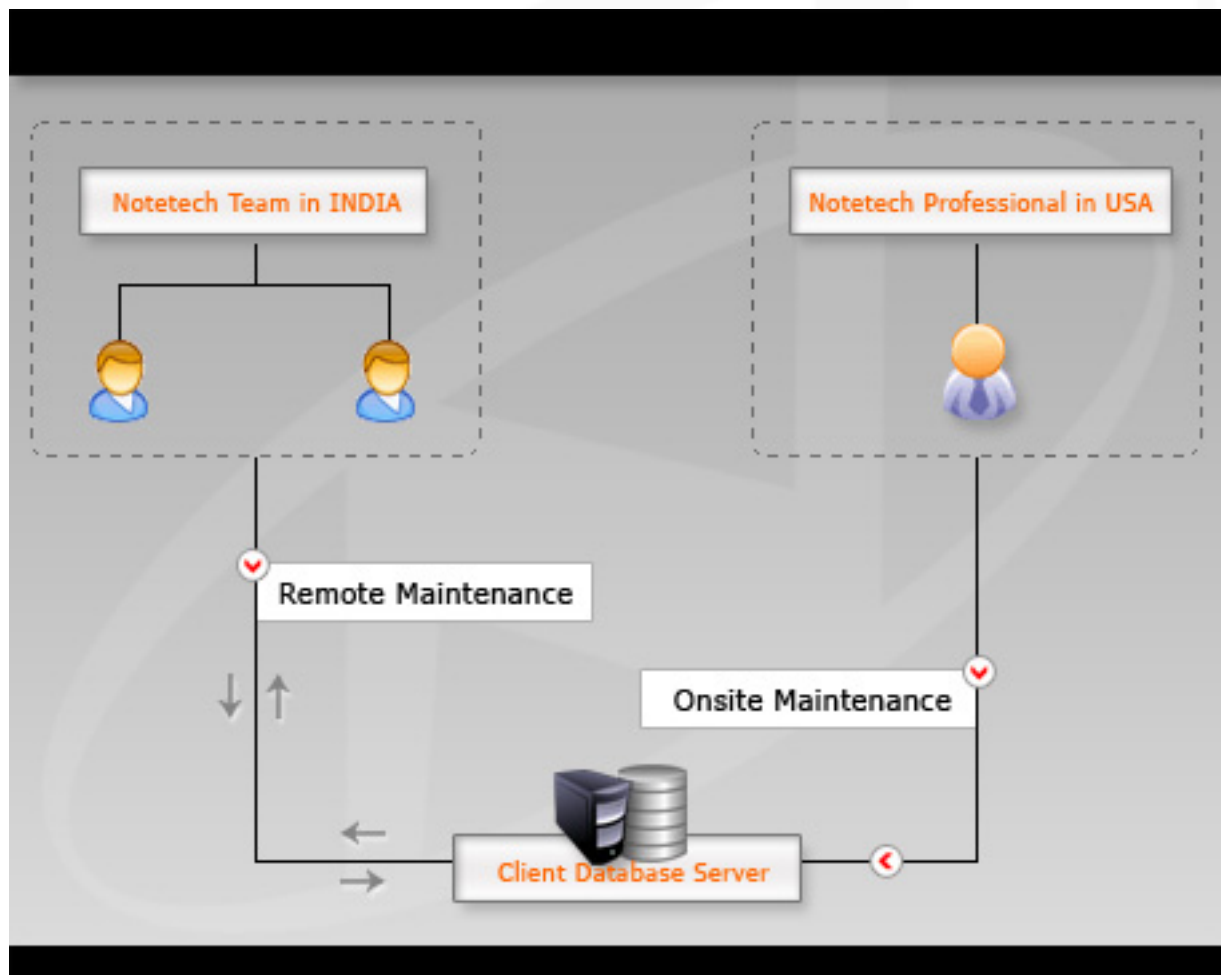 Notetech Team in INDIA
Notetech Professional in USA
Remote Maintenance
Onsite Maintenance
Client Database Server